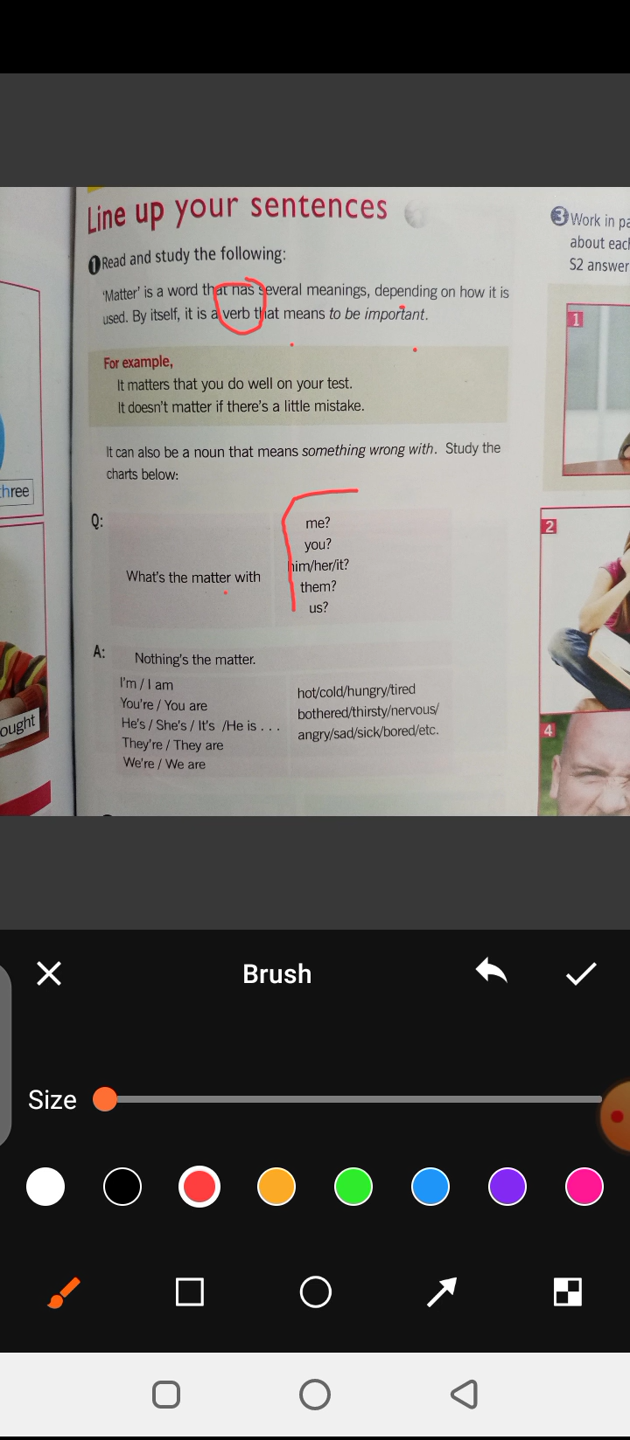 Line up your sentences
1 Read and study the following:
'Matter' is a word that has several meanings, depending on how it is
used. By itself, it is a verb that means to be important.
For example,
It matters that you do well on your test.
It doesn't matter if there's a little mistake.
It can also be a noun that means something wrong with. Study the
charts below:
Q:
What's the matter with
me?
you?
him/her/it?
them?
us?
A:
Nothing's the matter.
I'm / I am
You're / You are
He's / She's / It's /He is . . .
They're / They are
We're / We are
hot/cold/hungry/tired
bothered/thirsty/nervous/
angry/sad/sick/bored/etc.
3 Work in
about
S2 answer
1
2
4
Brush
Size